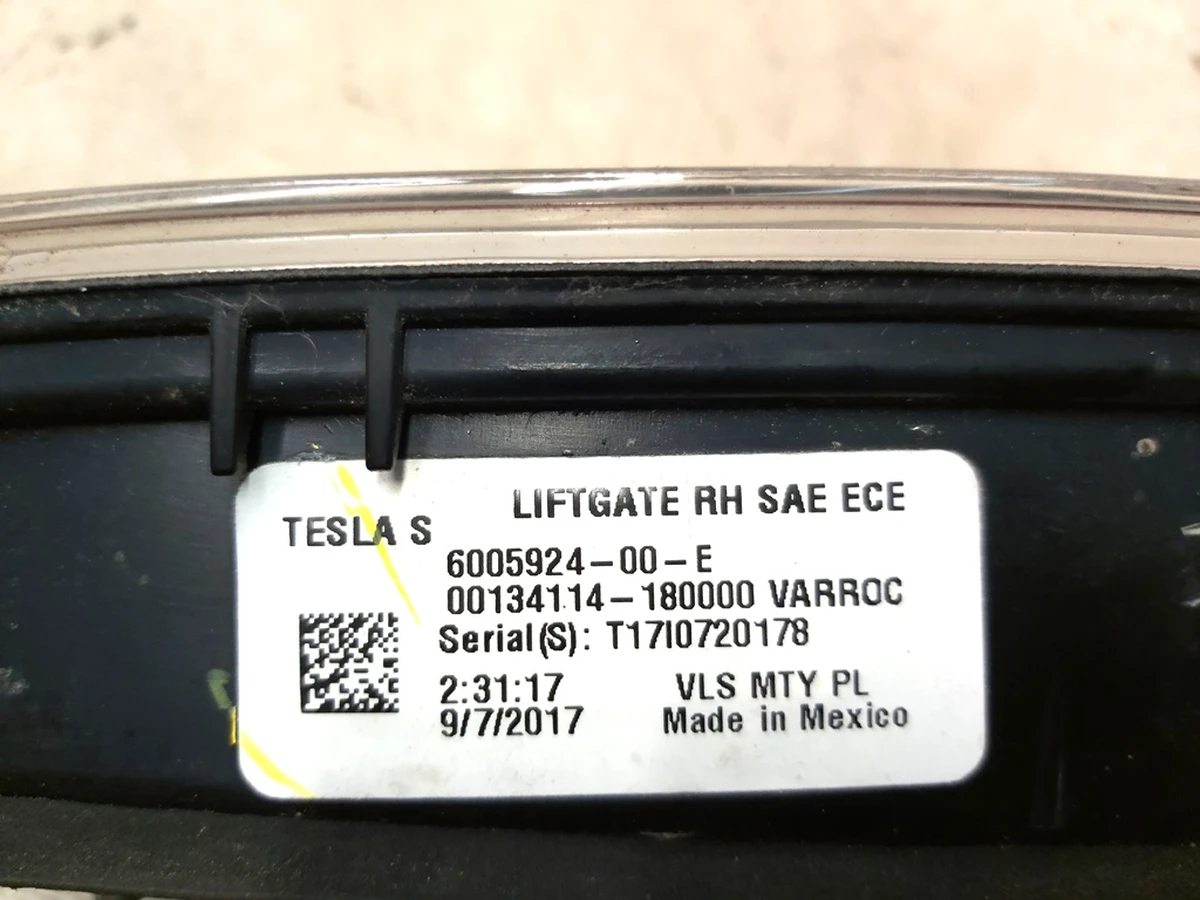 LIFTGATE RH SAE ECE
TESLA S
6005924-00-E
00134114-180000 VARROC
Serial(S): T17I0720178
2:31:17 VLS MTY PL
9/7/2017 Made in Mexico